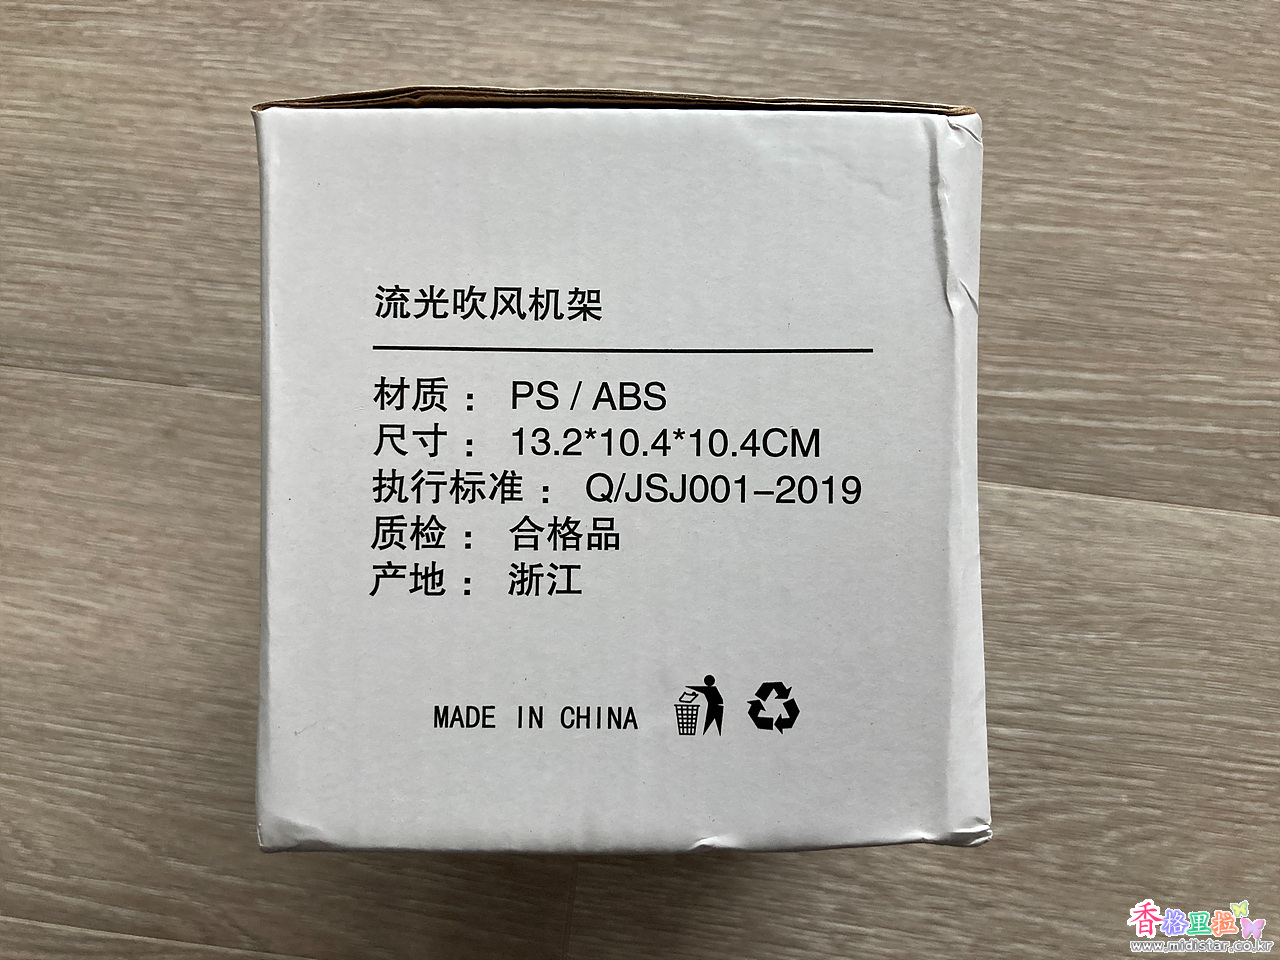 流光吹风机架
材质： PS / ABS
尺寸： 13.2*10.4*10.4CM
执行标准： Q/JSJ001-2019
质检： 合格品
产地： 浙江
MADE IN CHINA
香格里拉
www.midistar.co.kr